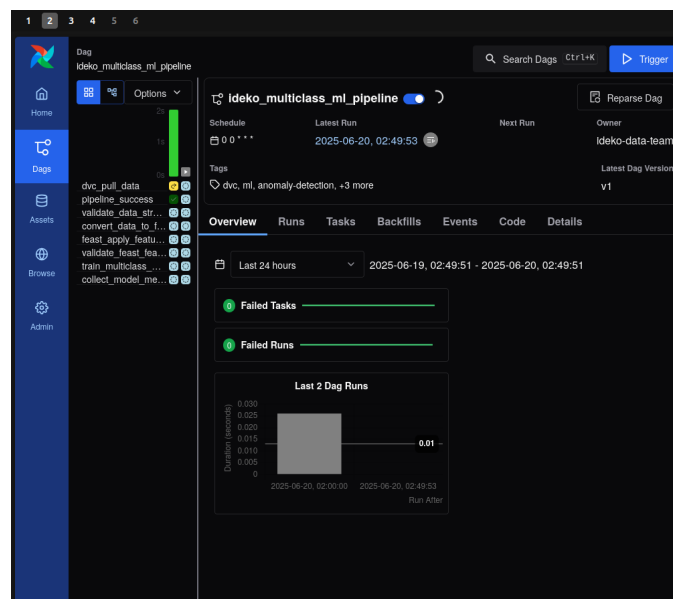 1 2 3 4 5 6
Dag
ideko_multiclass_ml_pipeline
Search Dags Ctrl+K
Trigger
Home
Dags
Assets
Browse
Admin
Options
2s
1s
0s
dvc_pull_data
pipeline_success
validate_data_str...
convert_data_to_f...
feast_apply_featu...
validate_feast_fea...
train_multiclass_...
collect_model_me...
ideko_multiclass_ml_pipeline
Reparse Dag
Schedule Latest Run Next Run Owner
0 0 * * * 2025-06-20, 02:49:53 ideko-data-team
Tags Latest Dag Version
dvc, ml, anomaly-detection, +3 more v1
Overview Runs Tasks Backfills Events Code Details
Last 24 hours 2025-06-19, 02:49:51 - 2025-06-20, 02:49:51
0 Failed Tasks
0 Failed Runs
Last 2 Dag Runs
Duration (seconds)
0.030
0.025
0.020
0.015
0.010
0.005
0
0.01
2025-06-20, 02:00:00 2025-06-20, 02:49:53
Run After